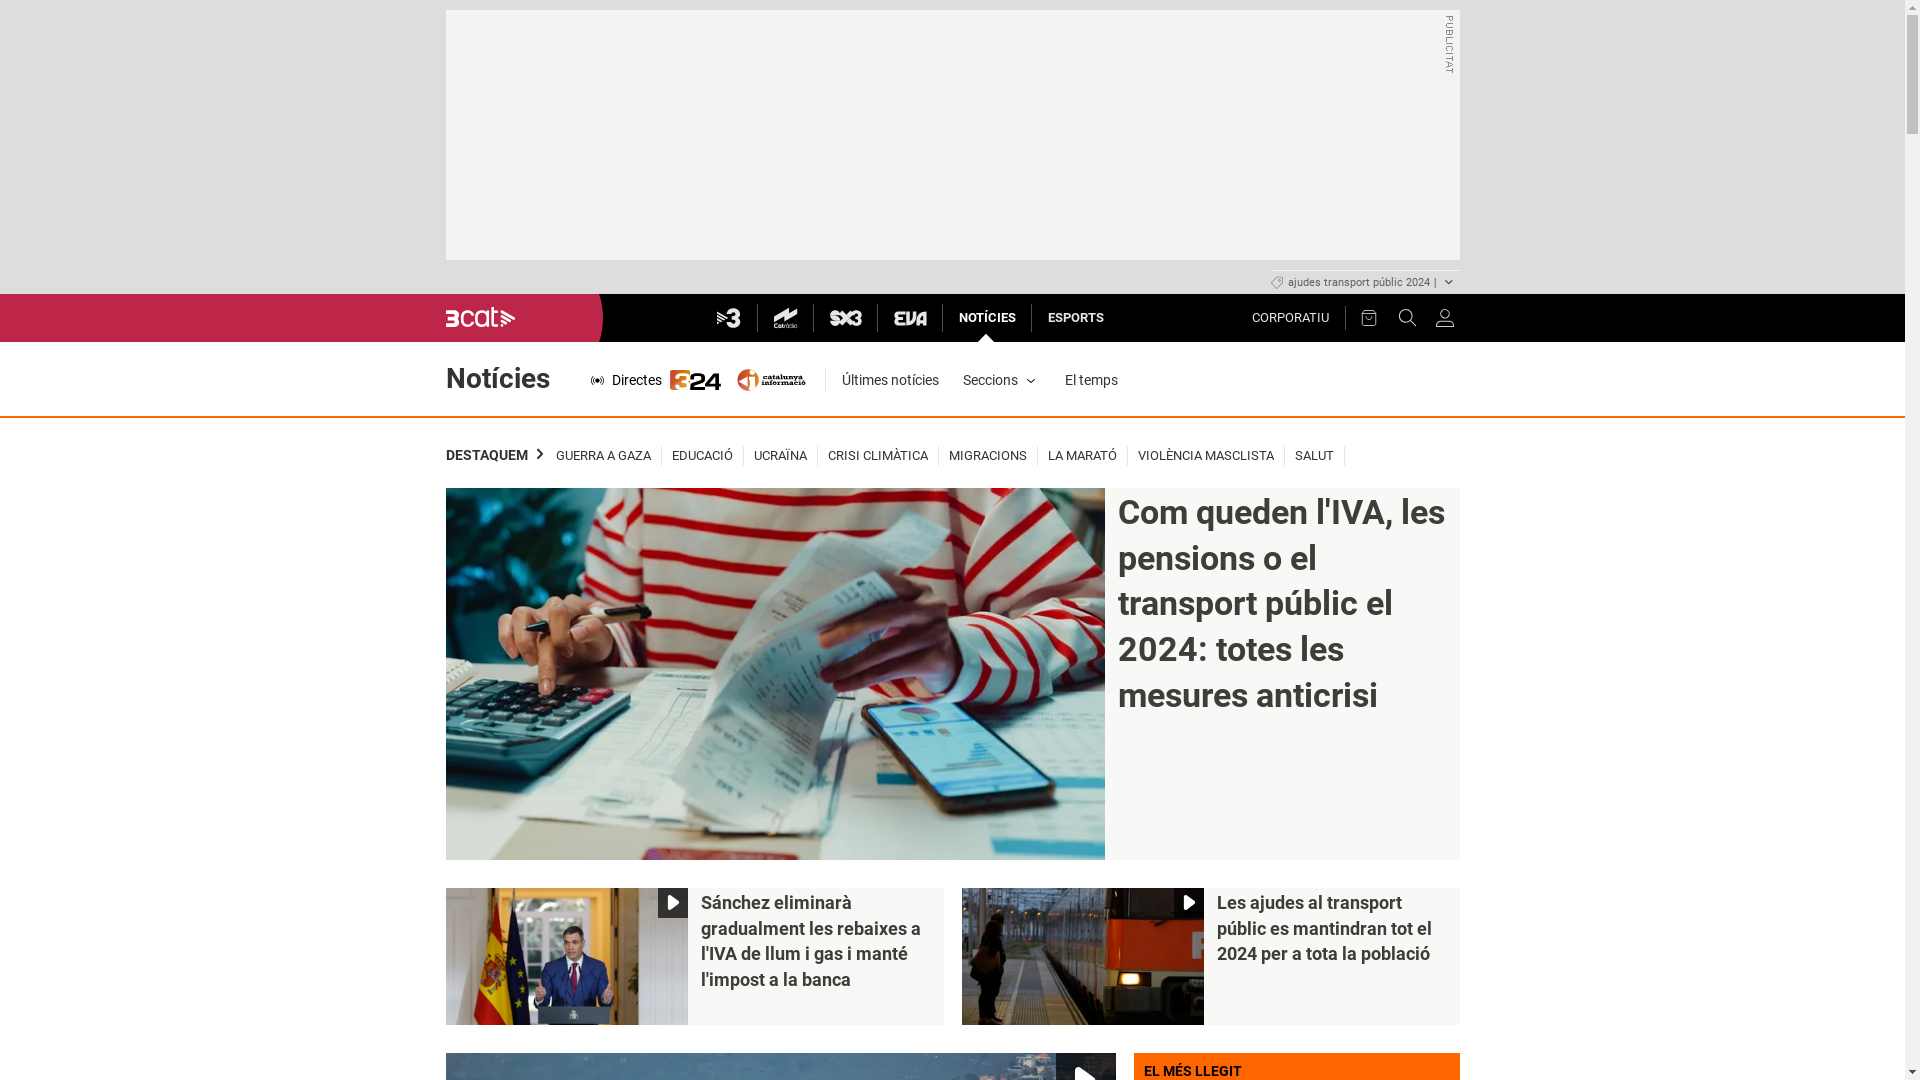 PUBLICITAT
ajudes transport públic 2024 |
3cat
3
Catràdio
SX3
EVA
NOTÍCIES
ESPORTS
CORPORATIU
Notícies
Directes
324
catalunya
informació
Últimes notícies
Seccions
El temps
DESTAQUEM
GUERRA A GAZA
EDUCACIÓ
UCRAÏNA
CRISI CLIMÀTICA
MIGRACIONS
LA MARATÓ
VIOLÈNCIA MASCLISTA
SALUT
Com queden l'IVA, les
pensions o el
transport públic el
2024: totes les
mesures anticrisi
Sánchez eliminarà
gradualment les rebaixes a
l'IVA de llum i gas i manté
l'impost a la banca
Les ajudes al transport
públic es mantindran tot el
2024 per a tota la població
EL MÉS LLEGIT